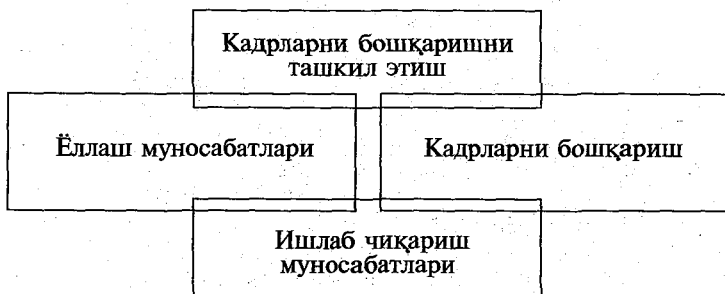 Кадрларни бошқаришни
ташкил этиш
Ёллаш муносабатлари
Кадрларни бошқариш
Ишлаб чиқариш
муносабатлари